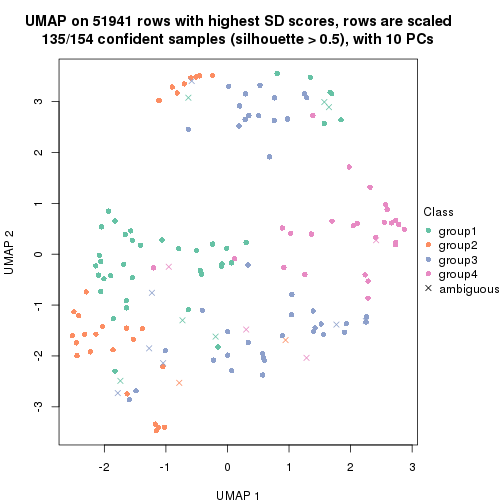 UMAP on 51941 rows with highest SD scores, rows are scaled
135/154 confident samples (silhouette > 0.5), with 10 PCs
UMAP 2
3
2
1
0
-1
-2
-3
-2
-1
0
1
2
3
UMAP 1
Class
group1
group2
group3
group4
ambiguous